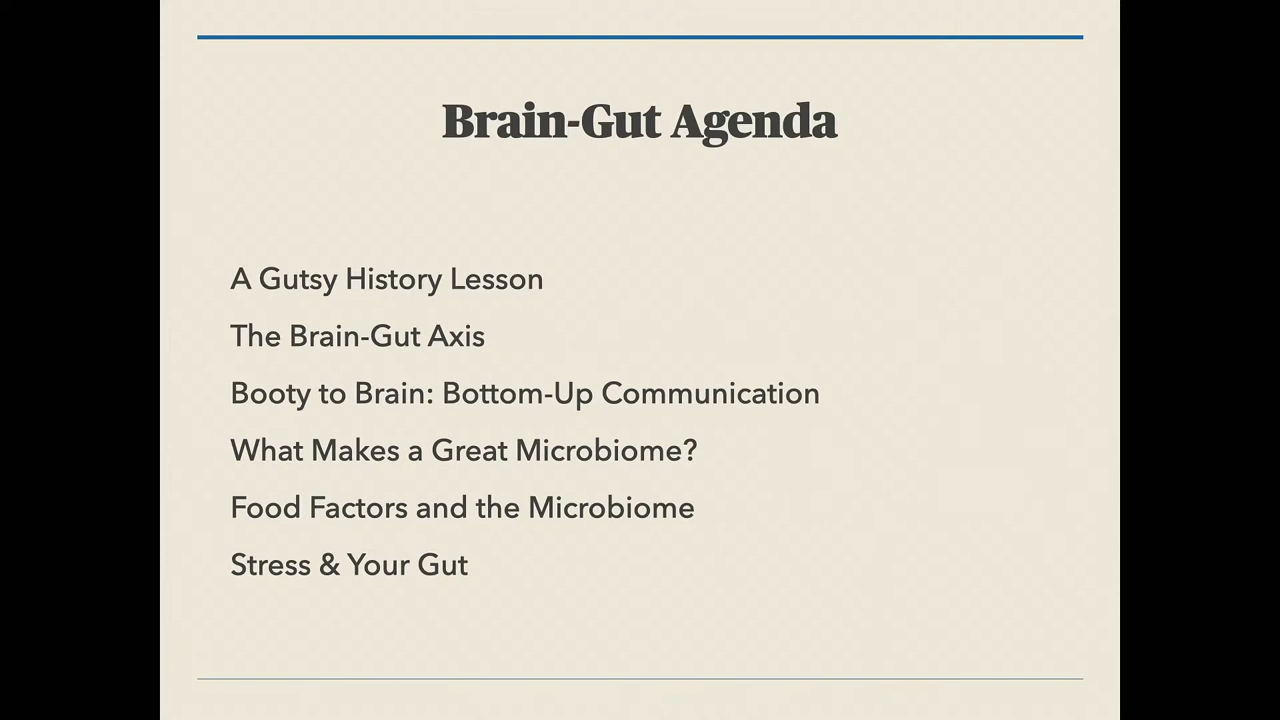 Brain-Gut Agenda
A Gutsy History Lesson
The Brain-Gut Axis
Booty to Brain: Bottom-Up Communication
What Makes a Great Microbiome?
Food Factors and the Microbiome
Stress & Your Gut